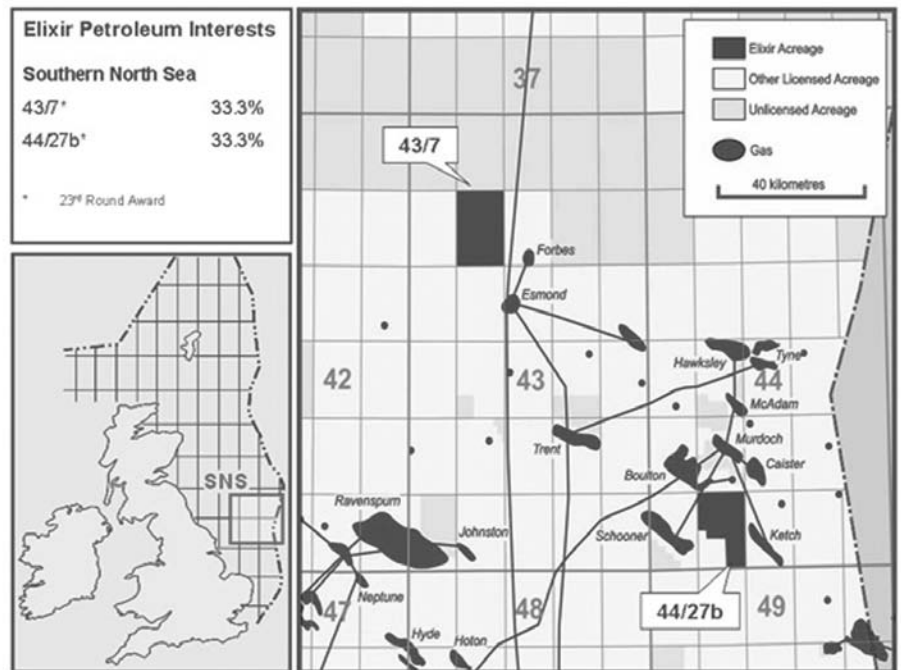 Elixir Petroleum Interests
Southern North Sea
43/7* 33.3%
44/27b* 33.3%
* 23rd Round Award
SNS
37
43/7
Elixir Acreage
Other Licensed Acreage
Unlicensed Acreage
Gas
40 kilometres
Forbes
Esmond
42
43
44
Hawksley
Tyne
McAdam
Trent
Murdoch
Boulton
Caister
Ravenspurn
Johnston
Schooner
Ketch
Neptune
47
48
44/27b
49
Hyde
Hoton